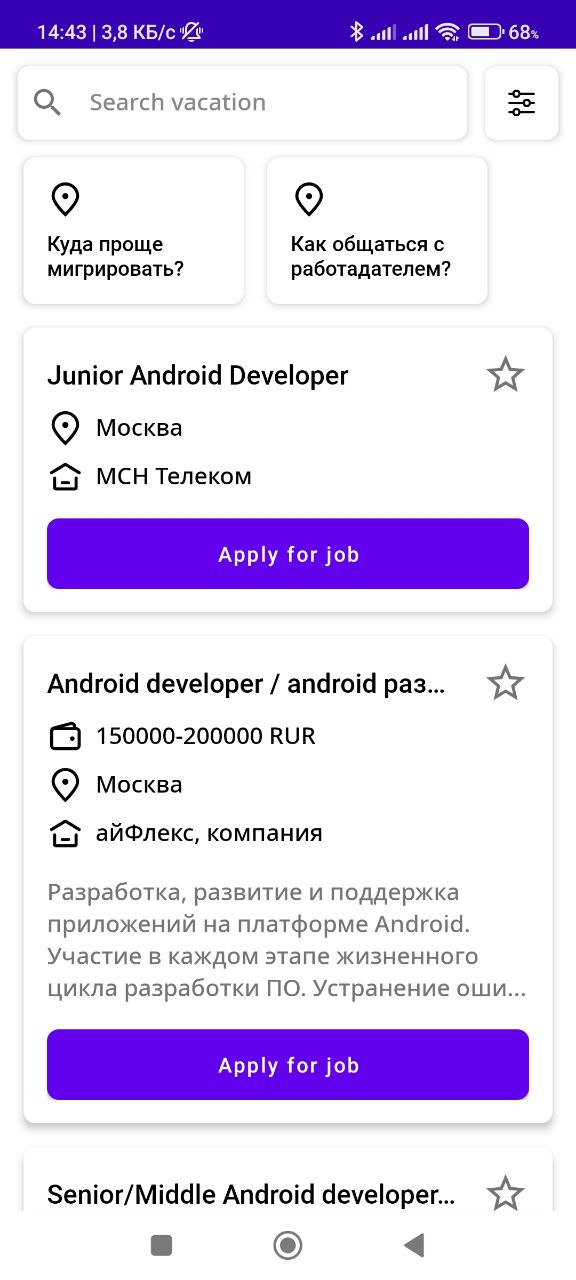 14:43 | 3,8 КБ/с
68%
Search vacation
Куда проще
мигрировать?
Как общаться с
работадателем?
Junior Android Developer
Москва
МСН Телеком
Apply for job
Android developer / android раз...
150000-200000 RUR
Москва
айФлекс, компания
Разработка, развитие и поддержка
приложений на платформе Android.
Участие в каждом этапе жизненного
цикла разработки ПО. Устранение оши...
Apply for job
Senior/Middle Android developer...